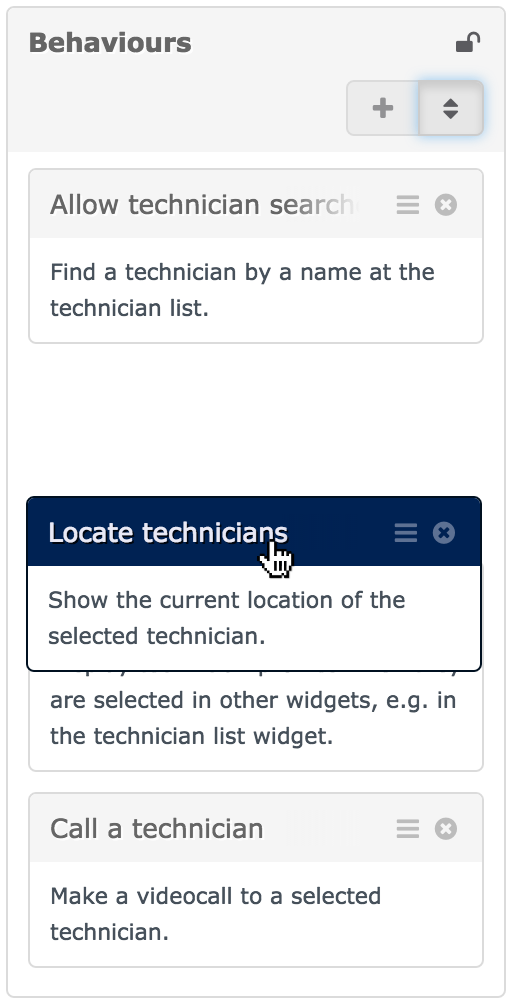 Behaviours
Allow technician search
Find a technician by a name at the
technician list.
Locate technicians
Show the current location of the
selected technician.
are selected in other widgets, e.g. in
the technician list widget.
Call a technician
Make a videocall to a selected
technician.